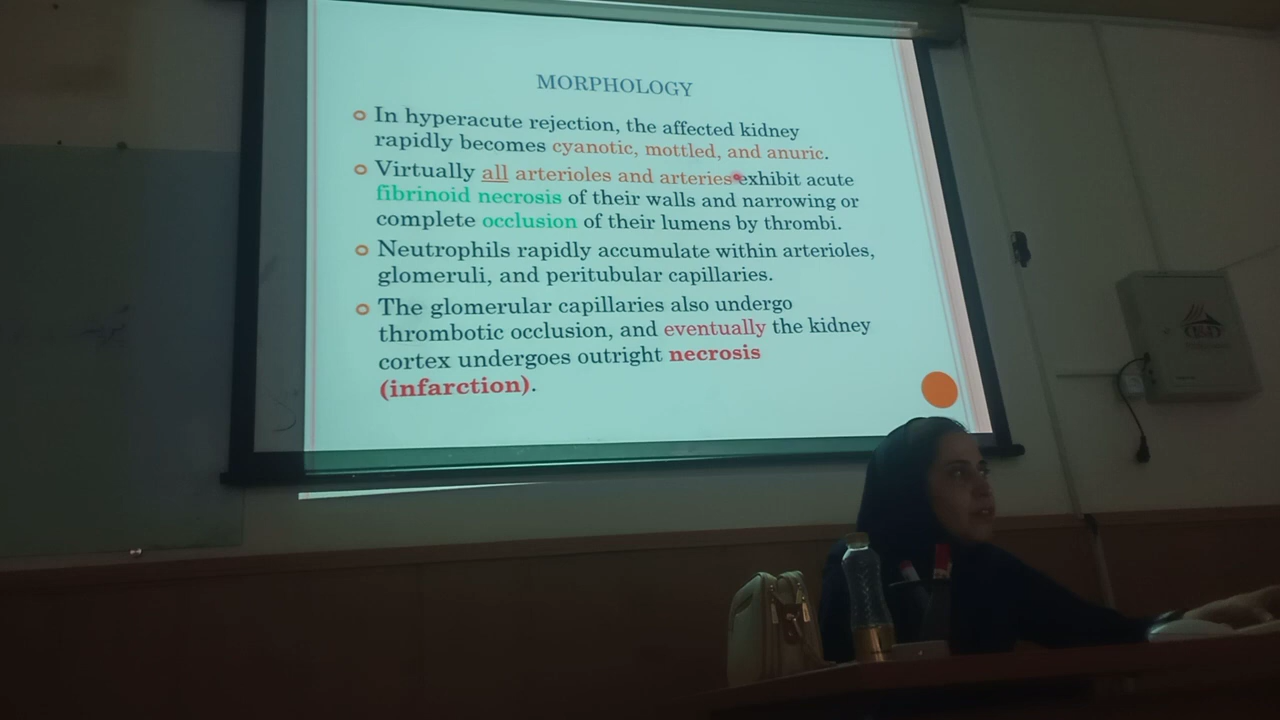 MORPHOLOGY
In hyperacute rejection, the affected kidney
rapidly becomes cyanotic, mottled, and anuric.
Virtually all arterioles and arteries exhibit acute
fibrinoid necrosis of their walls and narrowing or
complete occlusion of their lumens by thrombi.
Neutrophils rapidly accumulate within arterioles,
glomeruli, and peritubular capillaries.
The glomerular capillaries also undergo
thrombotic occlusion, and eventually the kidney
cortex undergoes outright necrosis
(infarction).